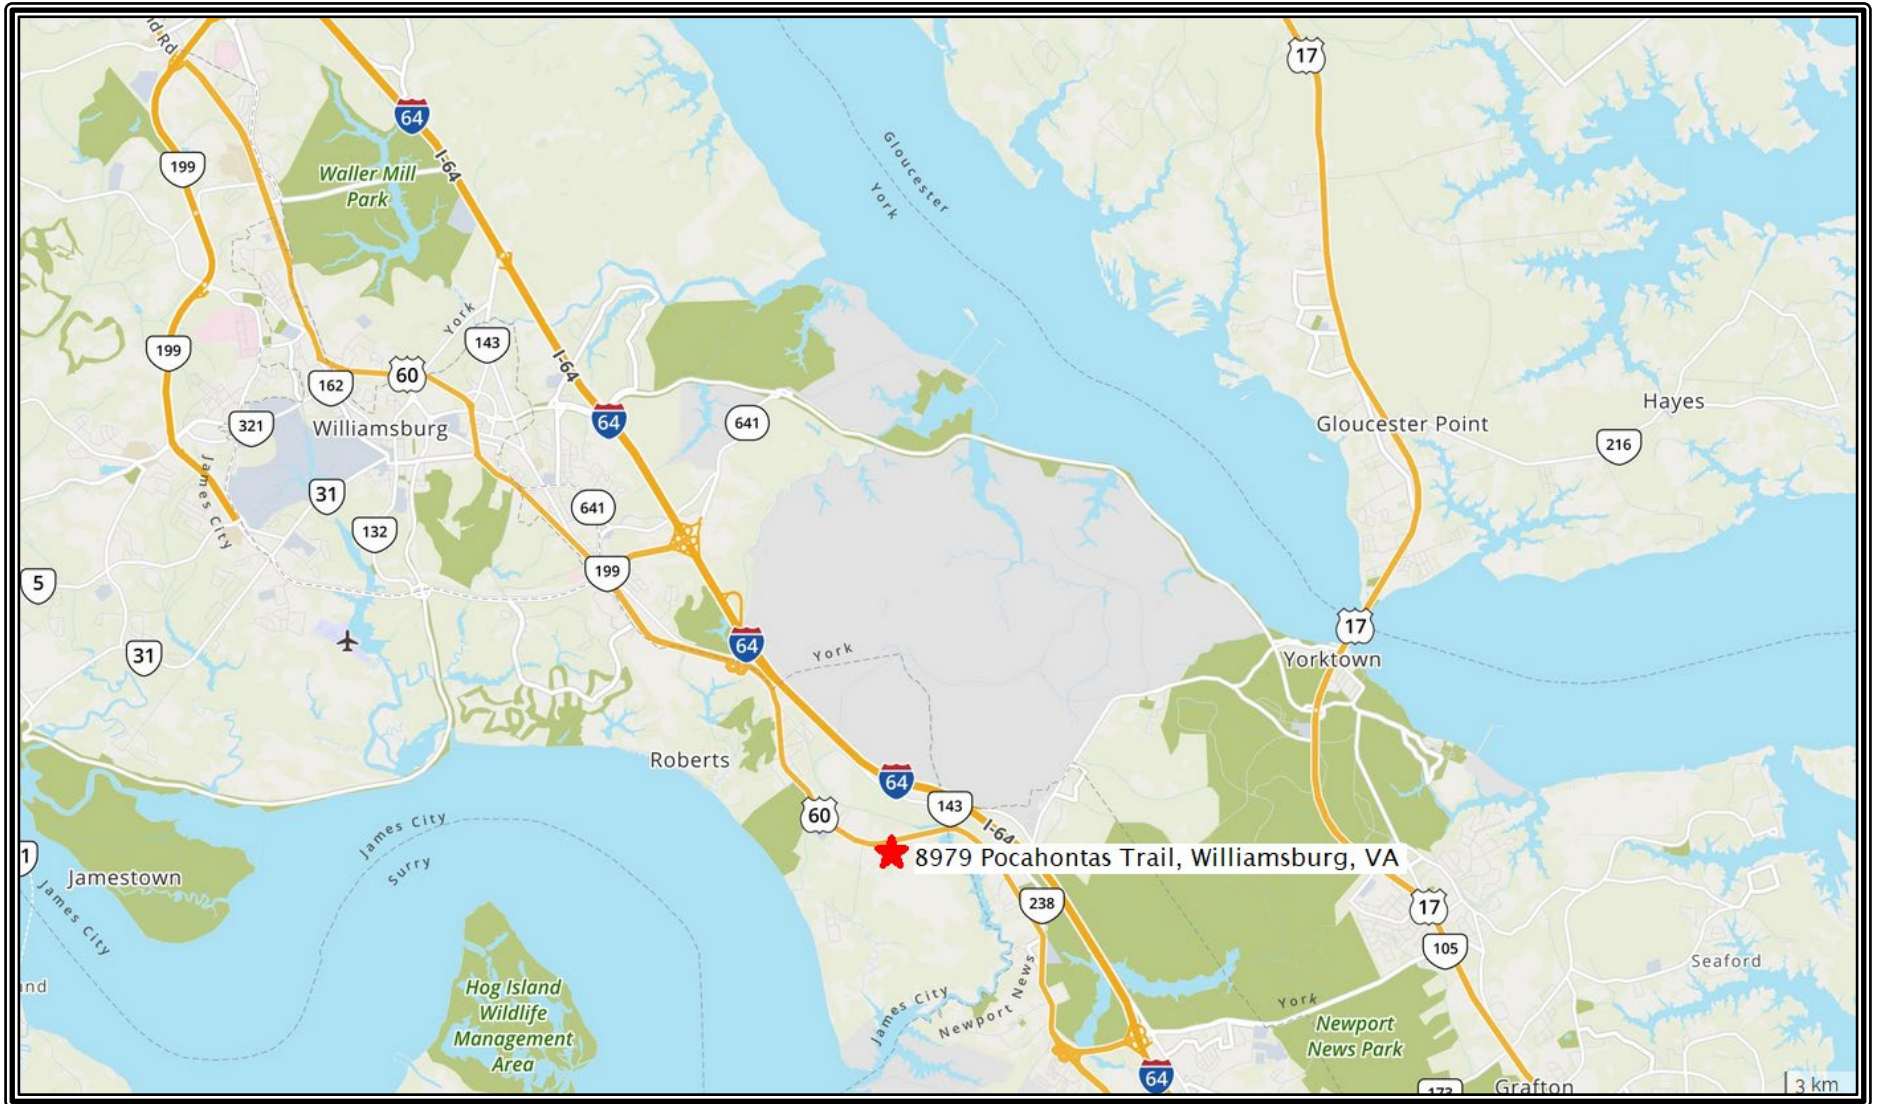 17
64
I-64
Gloucester
York
199
Waller Mill
Park
York
143
199
I-64
60
162
64
641
321
Williamsburg
Gloucester Point
Hayes
216
James City
31
641
132
199
5
17
64
York
Yorktown
31
Roberts
64
143
60
I-64
James City
Surry
8979 Pocahontas Trail, Williamsburg, VA
1
Jamestown
James City
238
17
105
Seaford
Hog Island
Wildlife
Management
Area
James City
Newport News
York
Newport
News Park
64
173
Grafton
3 km